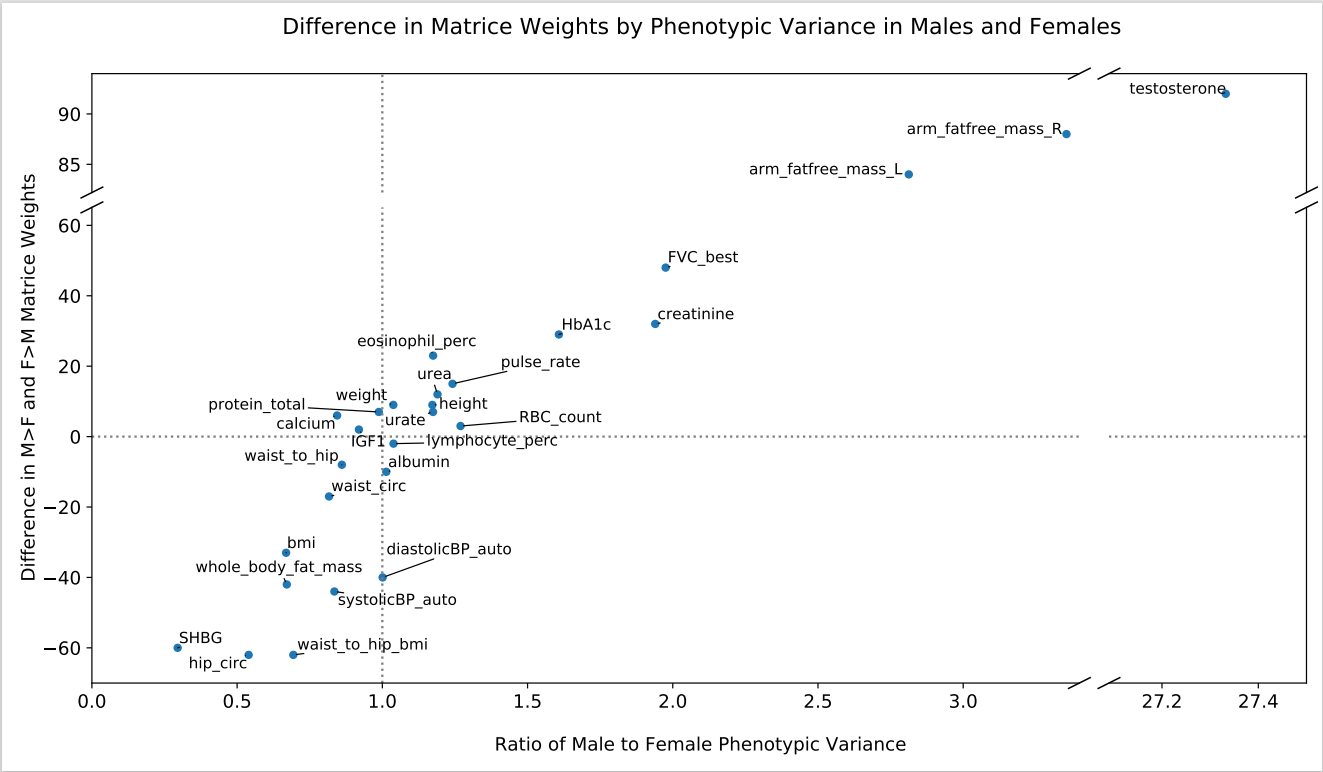 Difference in Matrice Weights by Phenotypic Variance in Males and Females
testosterone
90
arm_fatfree_mass_R
85
arm_fatfree_mass_L
60
FVC_best
40
creatinine
HbA1c
eosinophil_perc
20
pulse_rate
urea
weight
protein_total
height
calcium
urate
RBC_count
0
IGF1
lymphocyte_perc
waist_to_hip
albumin
waist_circ
−20
bmi
diastolicBP_auto
whole_body_fat_mass
−40
systolicBP_auto
SHBG
waist_to_hip_bmi
−60
hip_circ
0.0 0.5 1.0 1.5 2.0 2.5 3.0 27.2 27.4
Ratio of Male to Female Phenotypic Variance
Difference in M>F and F>M Matrice Weights